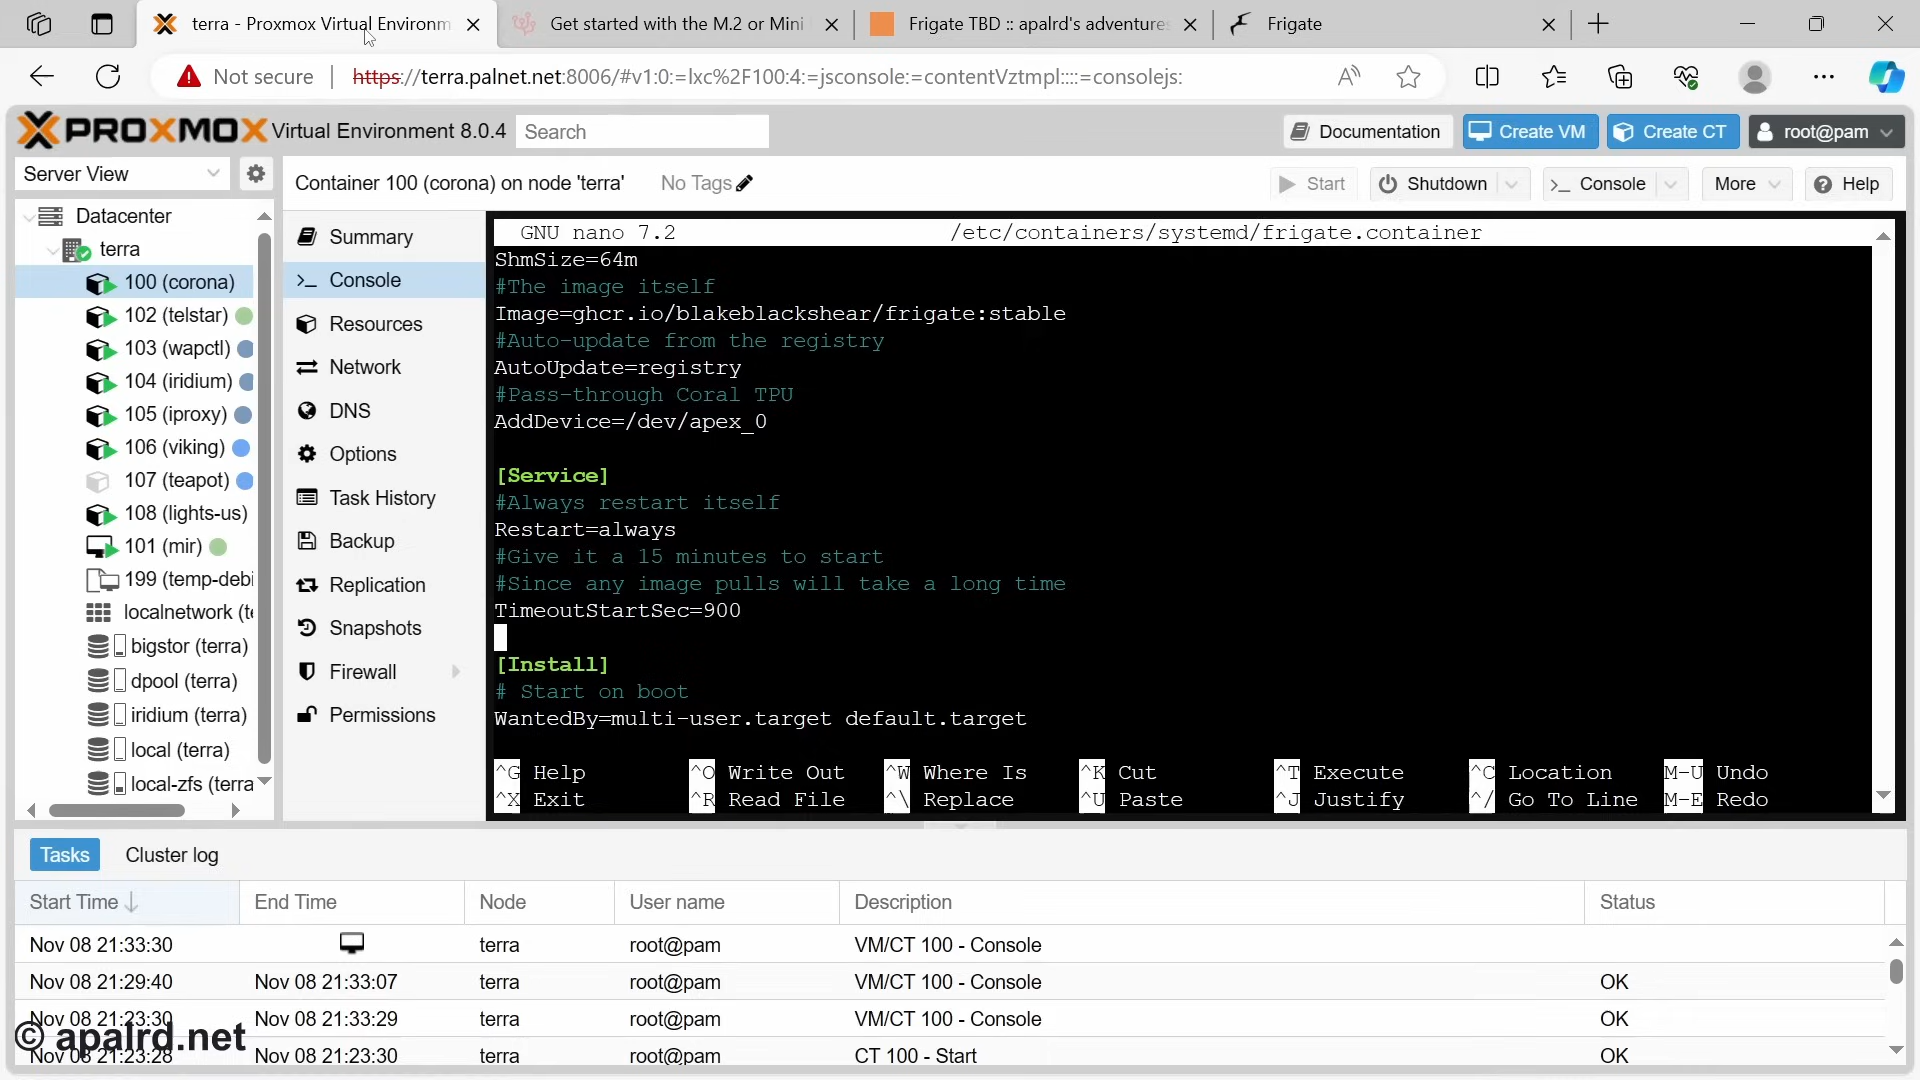 terra - Proxmox Virtual Environm
Get started with the M.2 or Mini
Frigate TBD :: apalrd's adventures
Frigate
Not secure
https://terra.palnet.net:8006/#v1:0:=lxc%2F100:4:=jsconsole:=contentVztmpl::::=consolejs:
PROXMOX Virtual Environment 8.0.4
Search
Documentation
Create VM
Create CT
root@pam
Server View
Container 100 (corona) on node 'terra'
No Tags
Start
Shutdown
Console
More
Help
Datacenter
terra
100 (corona)
102 (telstar)
103 (wapctl)
104 (iridium)
105 (iproxy)
106 (viking)
107 (teapot)
108 (lights-us)
101 (mir)
199 (temp-debi
localnetwork (te
bigstor (terra)
dpool (terra)
iridium (terra)
local (terra)
local-zfs (terra
Summary
Console
Resources
Network
DNS
Options
Task History
Backup
Replication
Snapshots
Firewall
Permissions
GNU nano 7.2 /etc/containers/systemd/frigate.container
ShmSize=64m
#The image itself
Image=ghcr.io/blakeblackshear/frigate:stable
#Auto-update from the registry
AutoUpdate=registry
#Pass-through Coral TPU
AddDevice=/dev/apex_0
[Service]
#Always restart itself
Restart=always
#Give it a 15 minutes to start
#Since any image pulls will take a long time
TimeoutStartSec=900
[Install]
# Start on boot
WantedBy=multi-user.target default.target
^G Help ^O Write Out ^W Where Is ^K Cut ^T Execute ^C Location M-U Undo
^X Exit ^R Read File ^\ Replace ^U Paste ^J Justify ^/ Go To Line M-E Redo
Tasks
Cluster log
Start Time End Time Node User name Description Status
Nov 08 21:33:30 terra root@pam VM/CT 100 - Console
Nov 08 21:29:40 Nov 08 21:33:07 terra root@pam VM/CT 100 - Console OK
Nov 08 21:23:30 Nov 08 21:33:29 terra root@pam VM/CT 100 - Console OK
Nov 08 21:23:28 Nov 08 21:23:30 terra root@pam CT 100 - Start OK
© apalrd.net